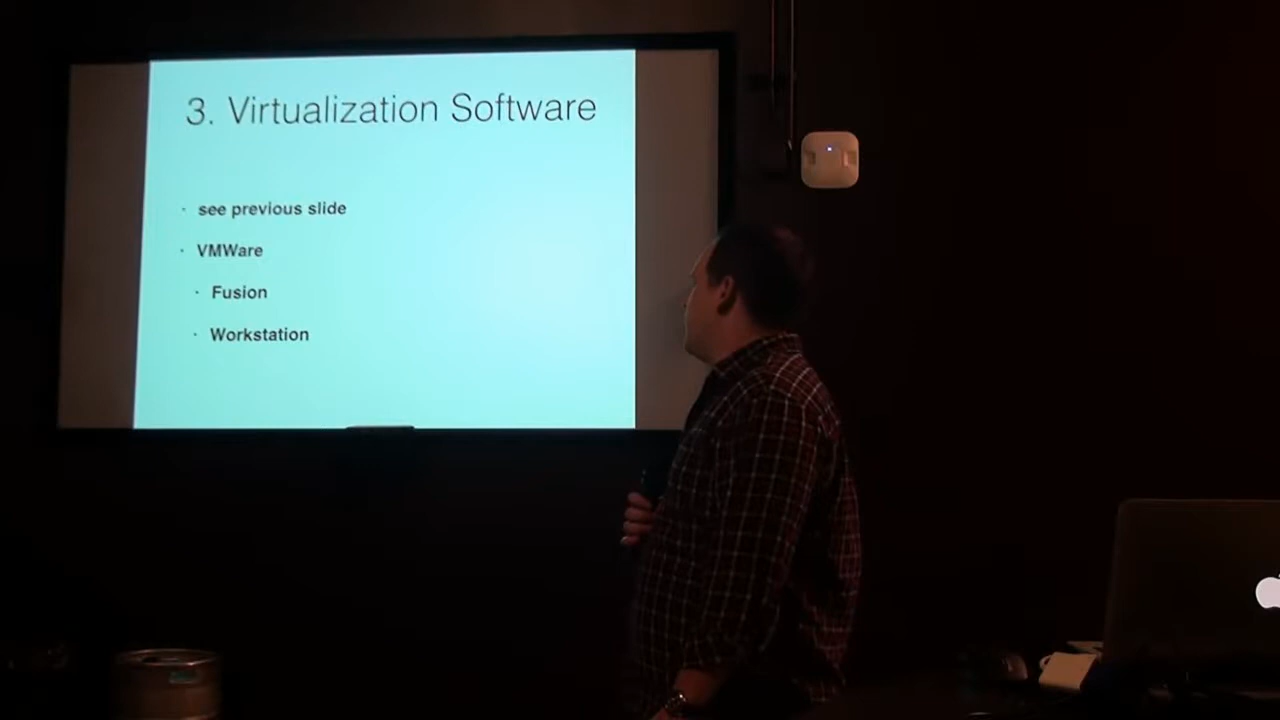 3. Virtualization Software
· see previous slide
· VMWare
· Fusion
· Workstation